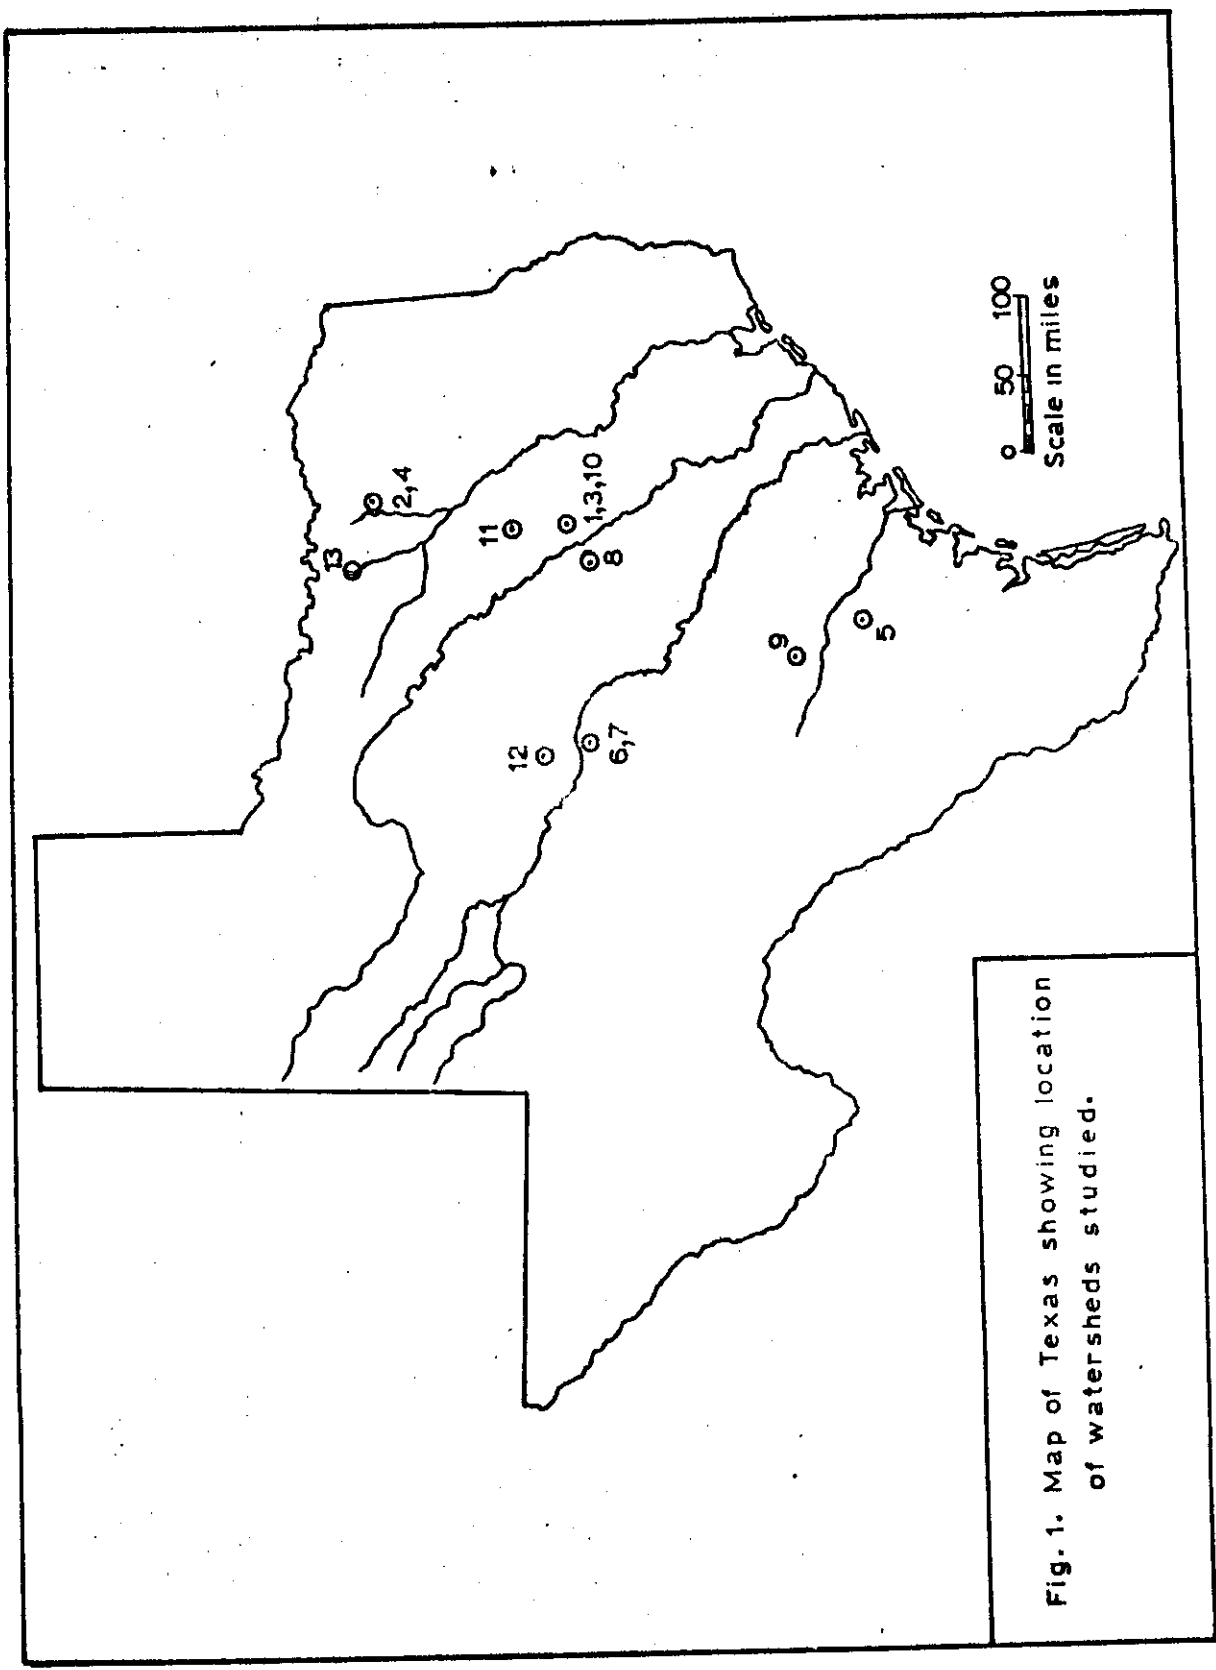 13
2,4
11
1,3,10
8
12
6,7
9
5
0 50 100
Scale in miles
Fig. 1. Map of Texas showing location
of watersheds studied.